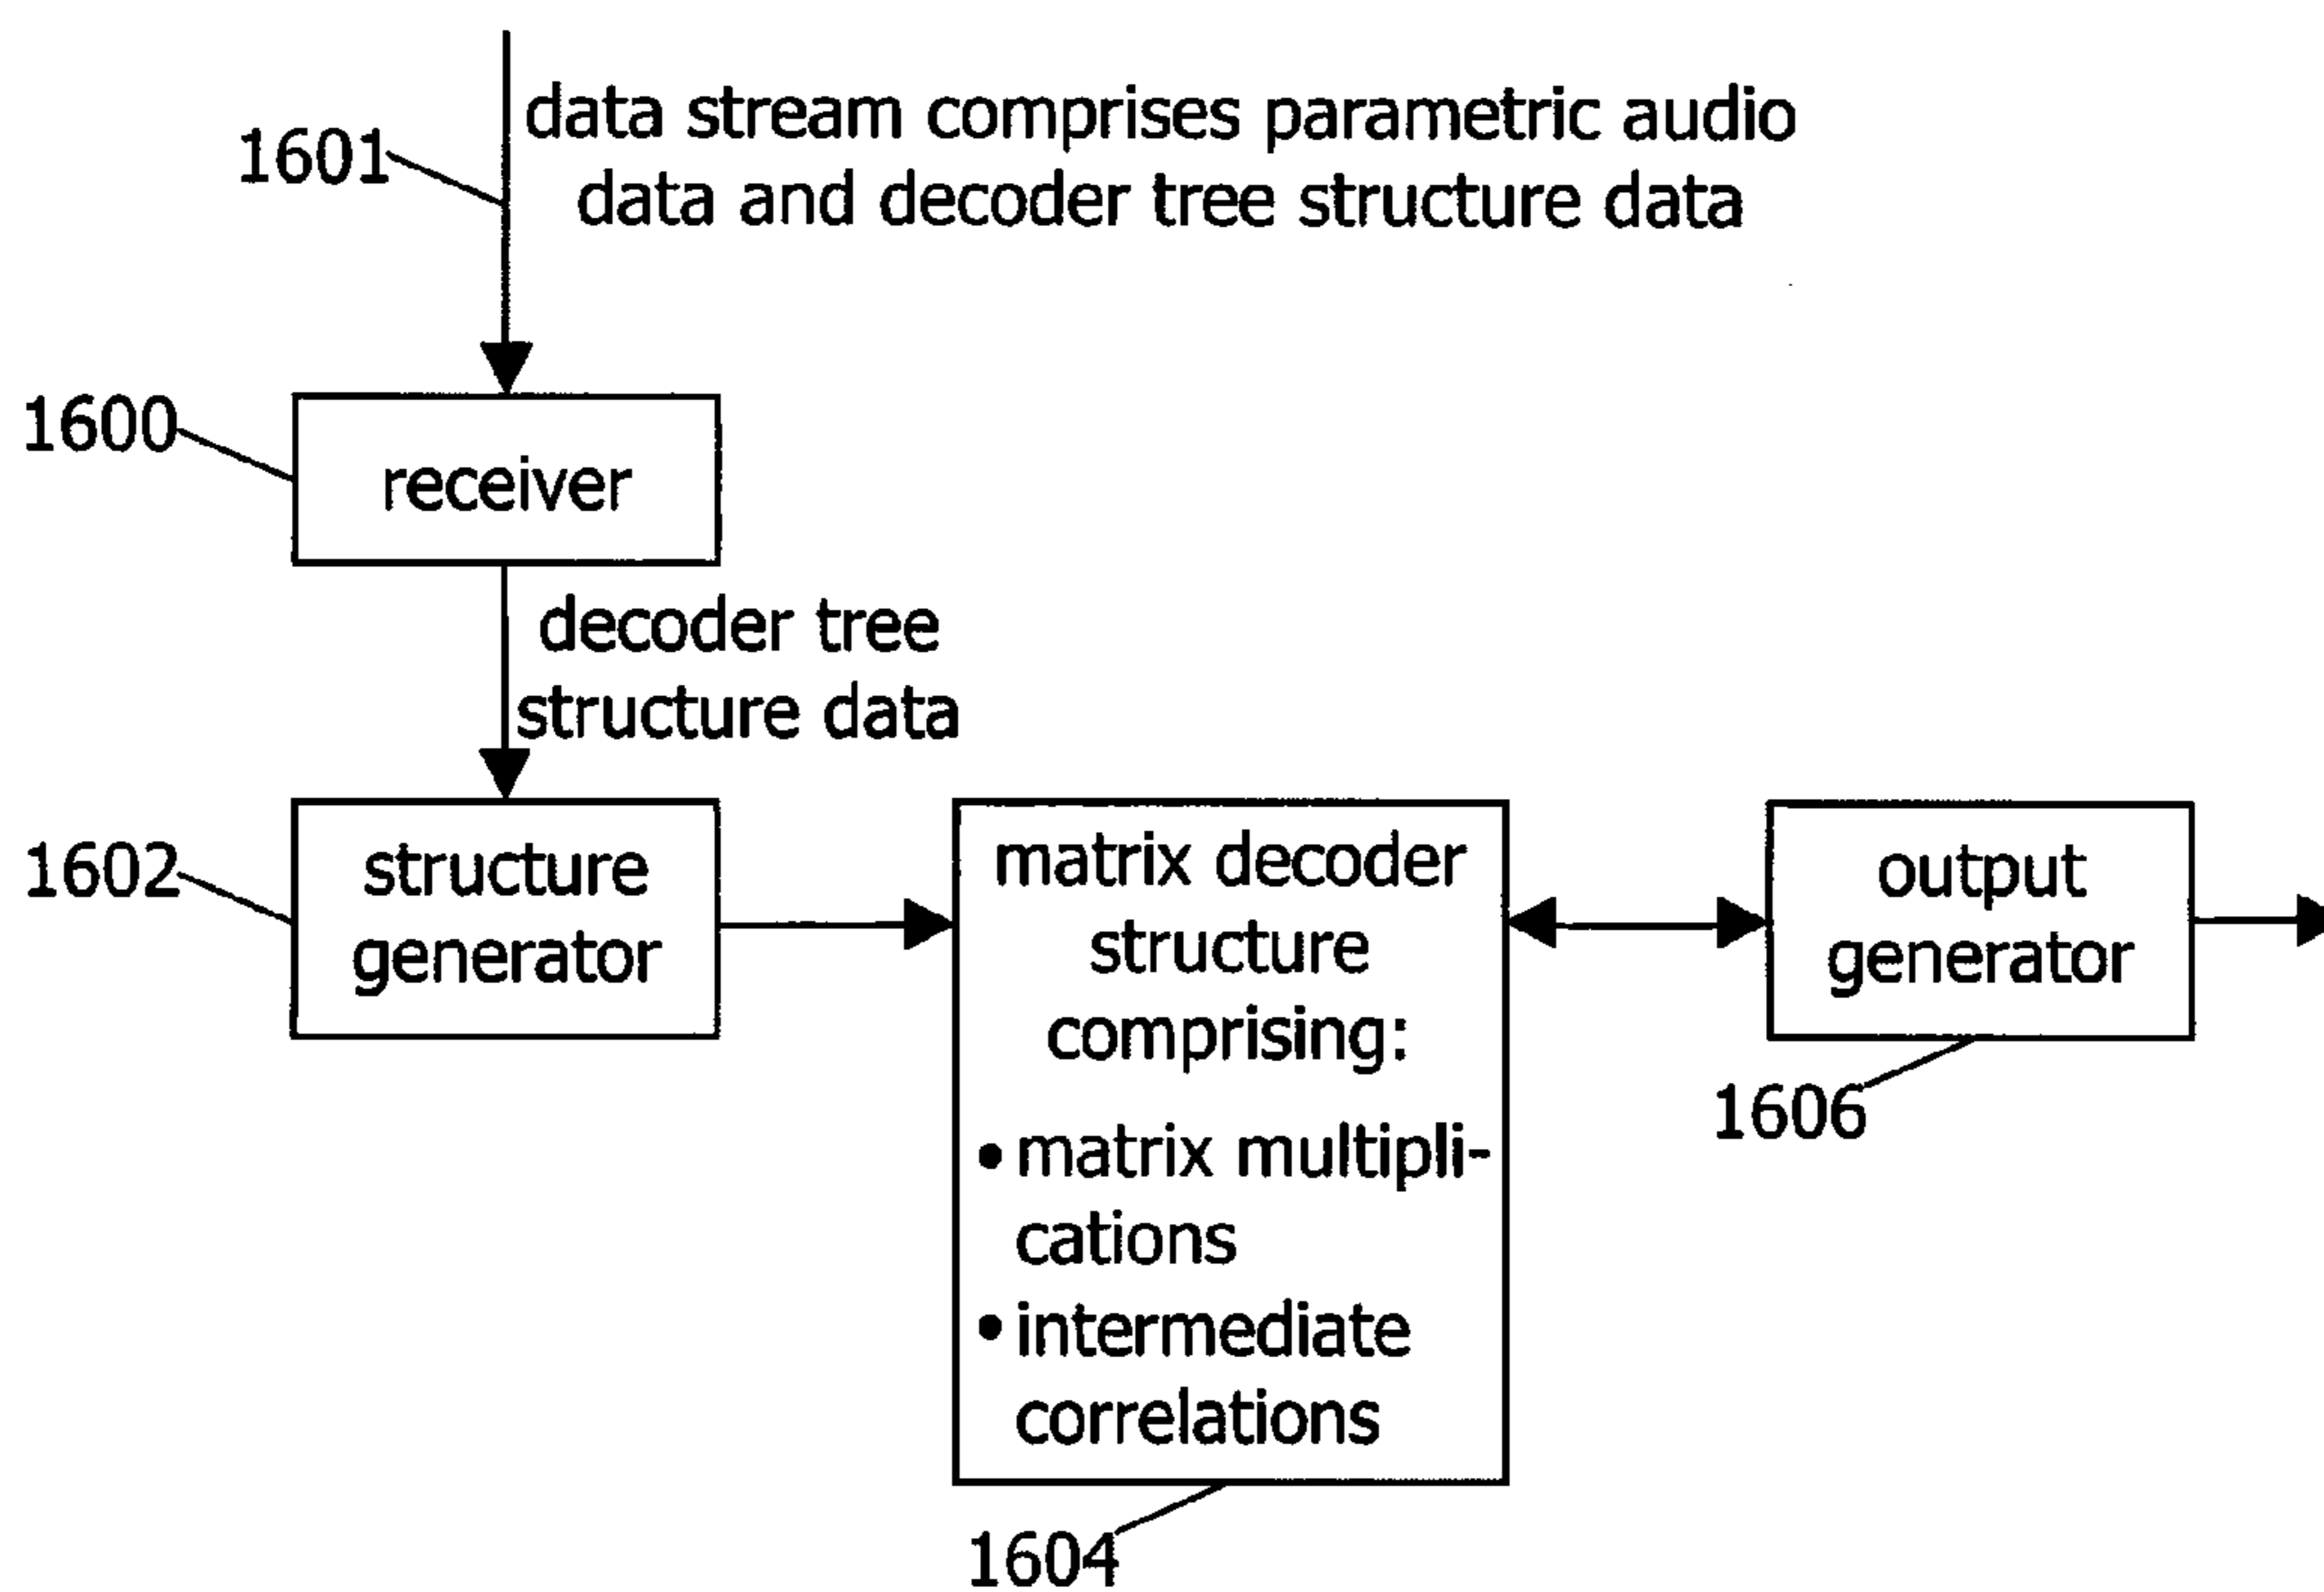 data stream comprises parametric audio
1601
data and decoder tree structure data
1600
receiver
decoder tree
structure data
1602
structure
generator
matrix decoder
structure
comprising:
• matrix multipli-
cations
• intermediate
correlations
1604
output
generator
1606